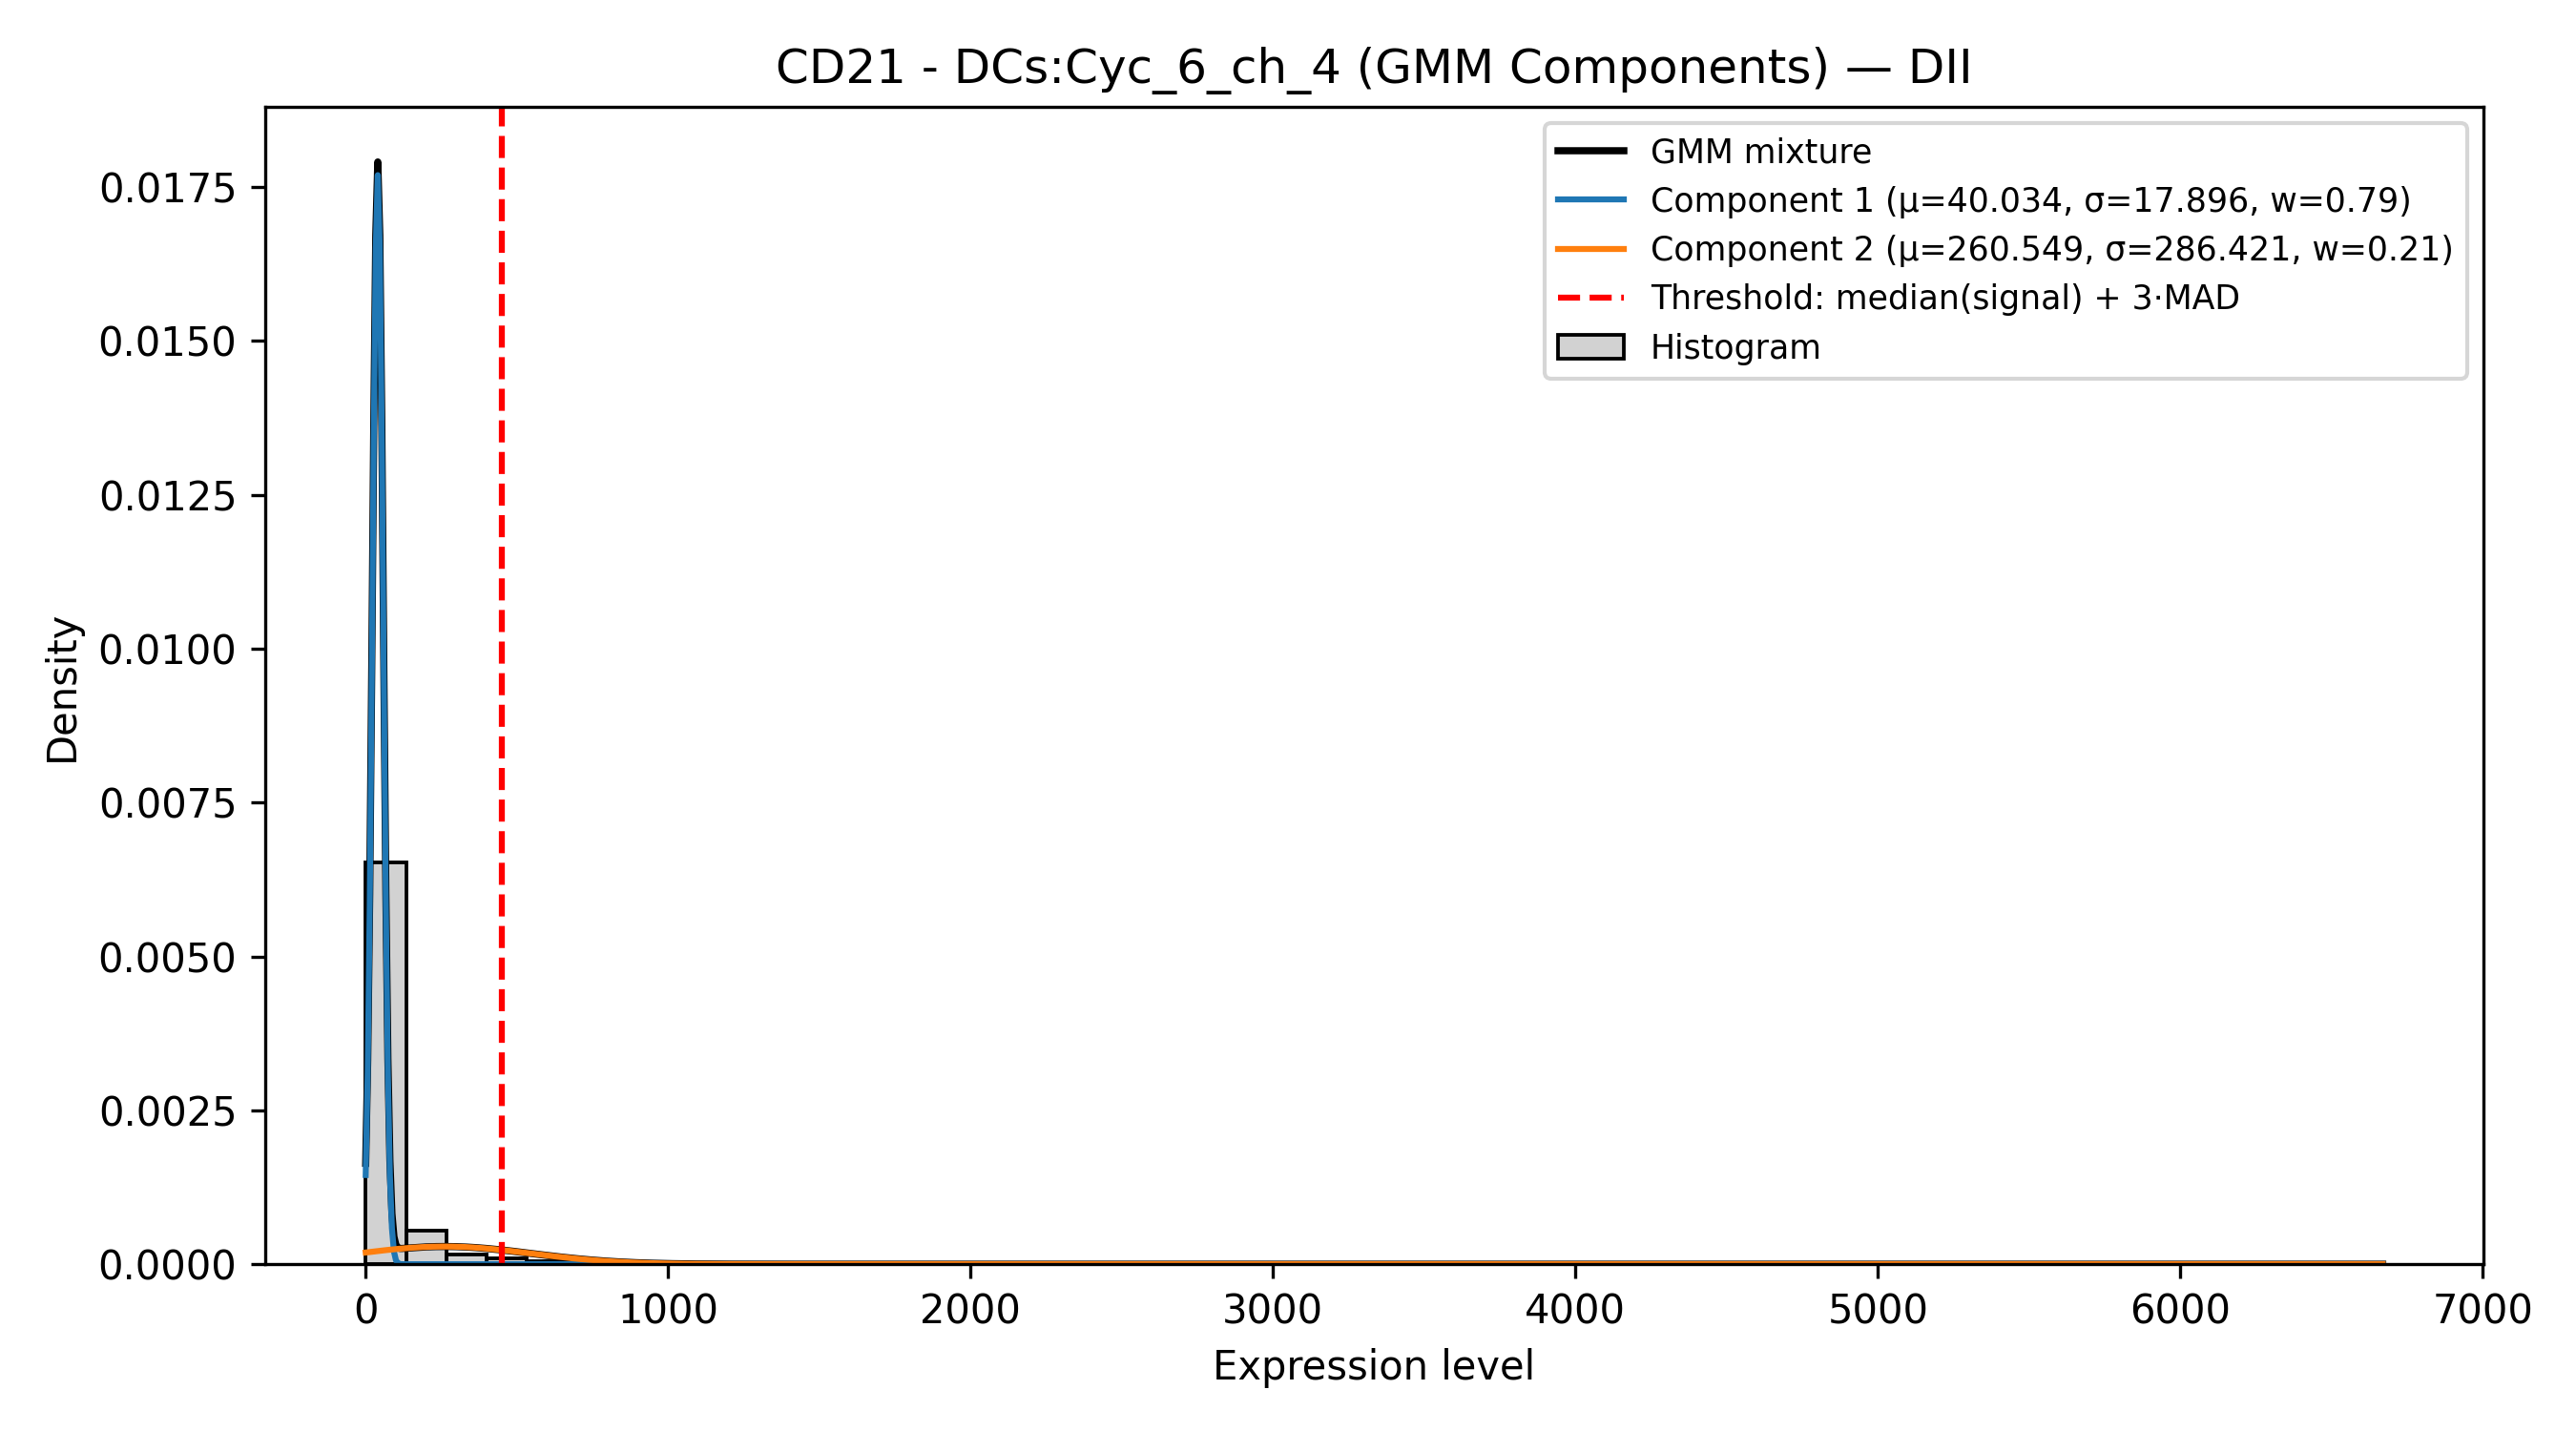 CD21 - DCs:Cyc_6_ch_4 (GMM Components) — DII
GMM mixture
Component 1 (μ=40.034, σ=17.896, w=0.79)
Component 2 (μ=260.549, σ=286.421, w=0.21)
Threshold: median(signal) + 3·MAD
Histogram
Density
0.0175
0.0150
0.0125
0.0100
0.0075
0.0050
0.0025
0.0000
0 1000 2000 3000 4000 5000 6000 7000
Expression level